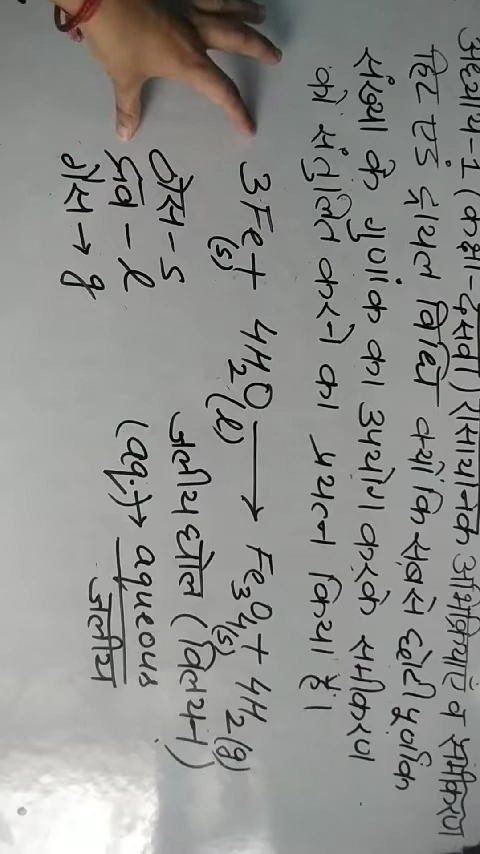 अध्याय-1 (कक्षा-दसवीं) रासायनिक अभिक्रियाएं व समीकरण
हिट एंड ट्रायल विधि क्योंकि सबसे छोटी पूर्णांक
संख्या के गुणांक का उपयोग करके समीकरण
को संतुलित करने का प्रयत्न किया है।
3Fe(s) + 4H₂O(l) → Fe₃O₄(s) + 4H₂(g)
ठोस - s
द्रव - l
गैस → g
जलीय घोल (विलयन)
(aq.) → aqueous
जलीय